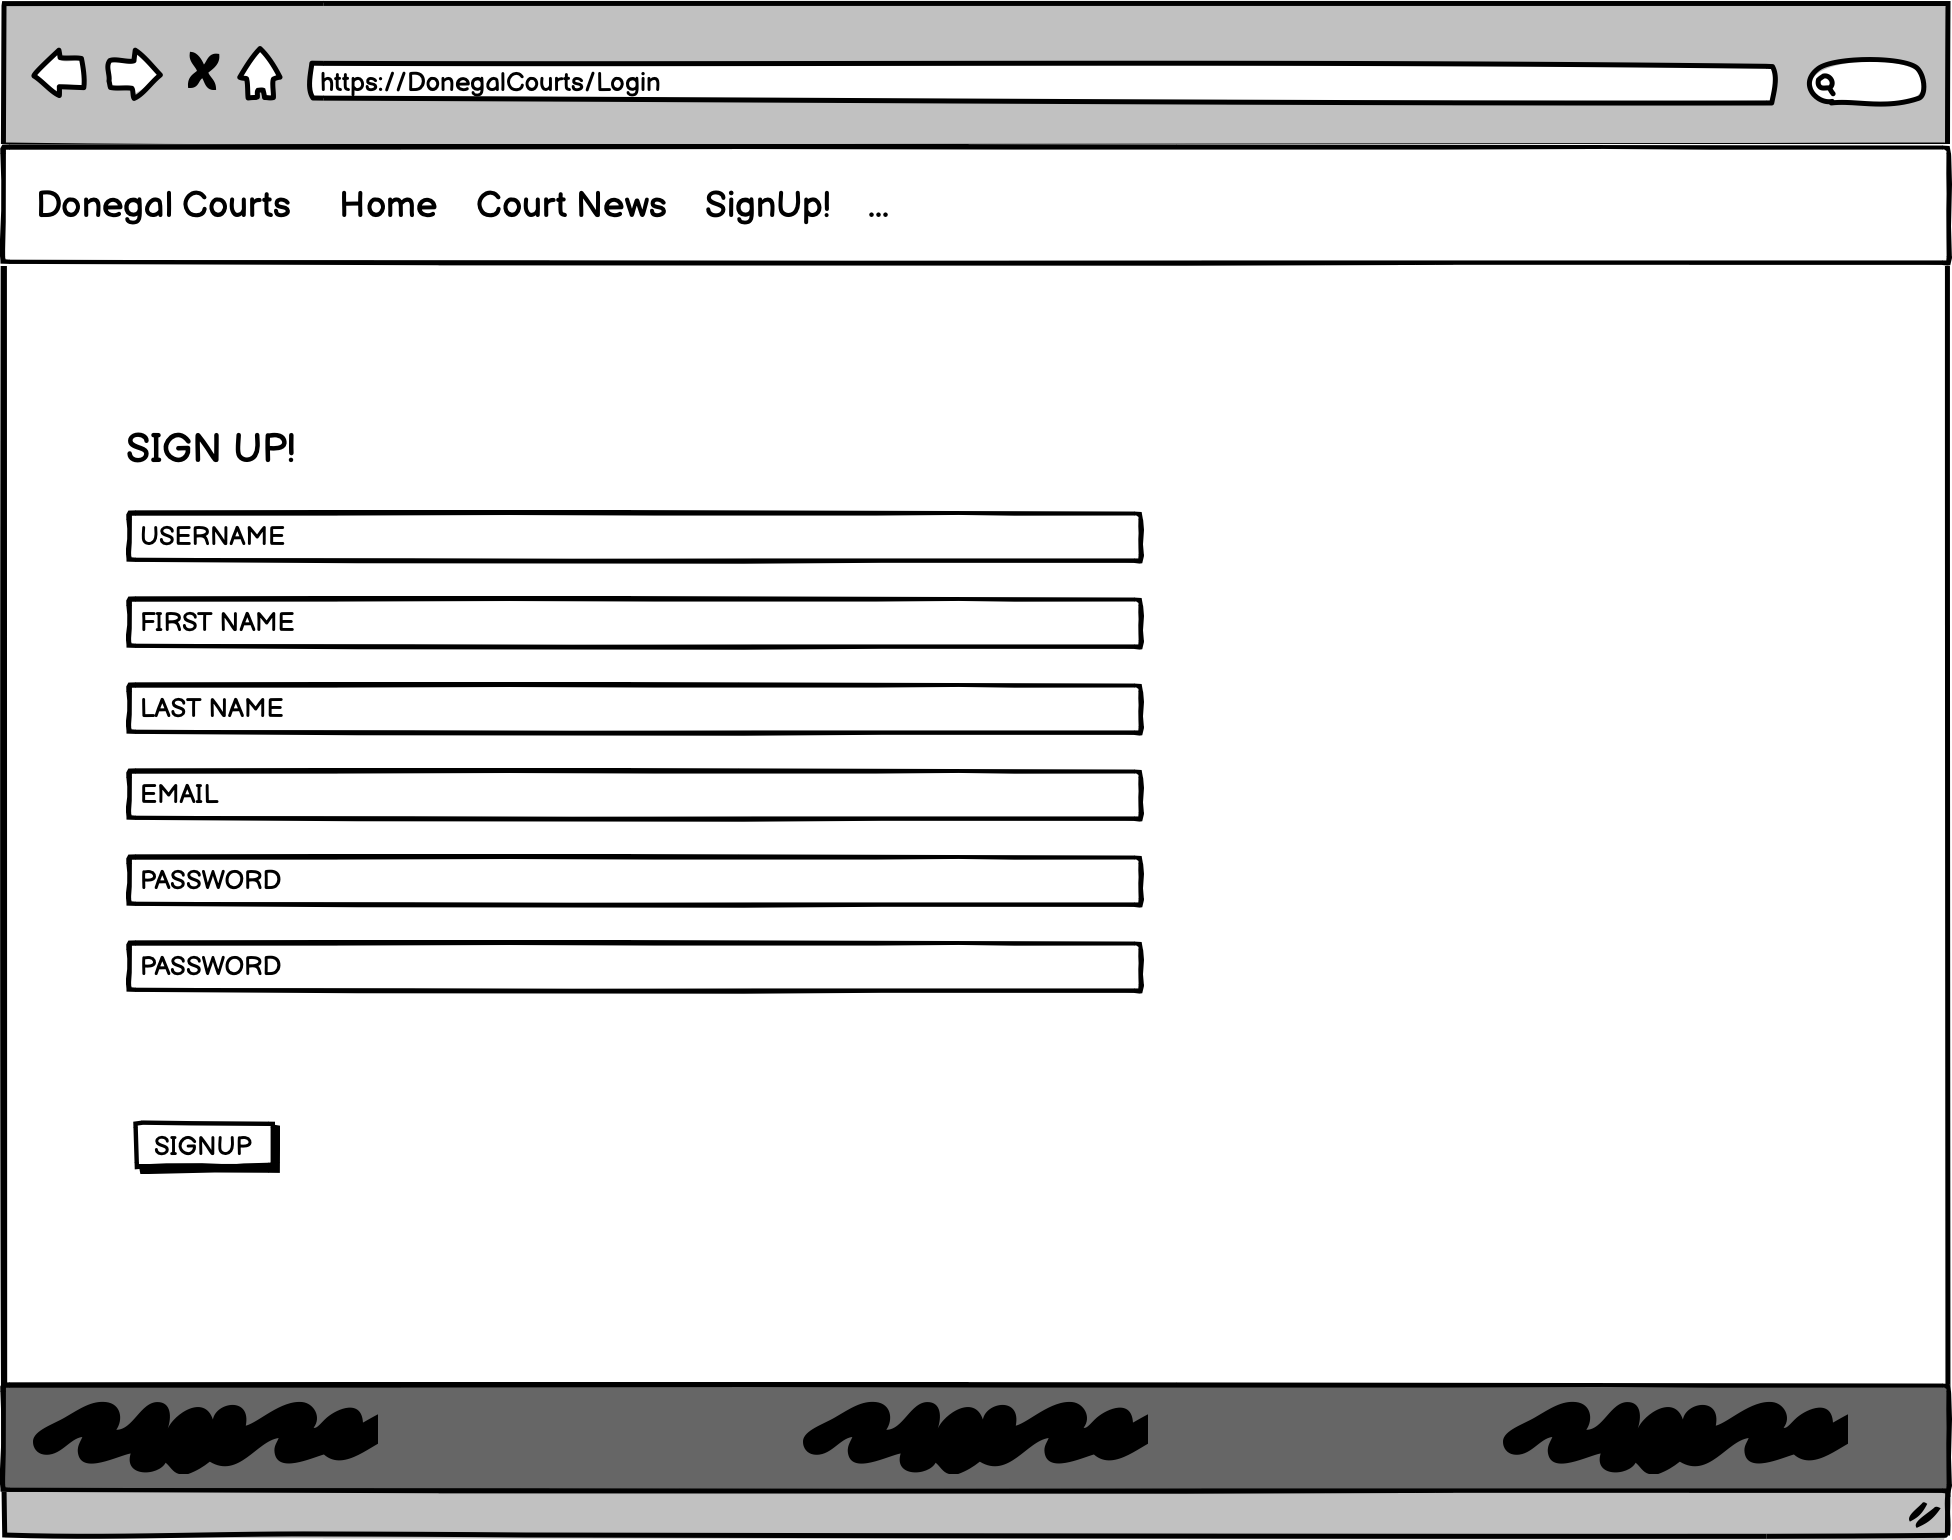 https://DonegalCourts/Login
Donegal Courts Home Court News SignUp! ...
SIGN UP!
USERNAME
FIRST NAME
LAST NAME
EMAIL
PASSWORD
PASSWORD
SIGNUP